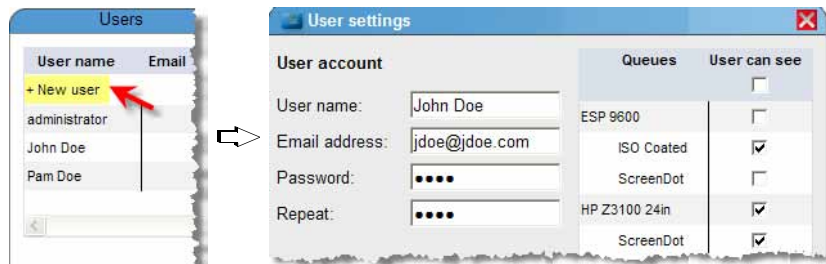 Users
User name Email
+ New user
administrator
John Doe
Pam Doe
User settings
User account
User name: John Doe
Email address: jdoe@jdoe.com
Password: ••••
Repeat: ••••
Queues User can see
ESP 9600
ISO Coated
ScreenDot
HP Z3100 24in
ScreenDot